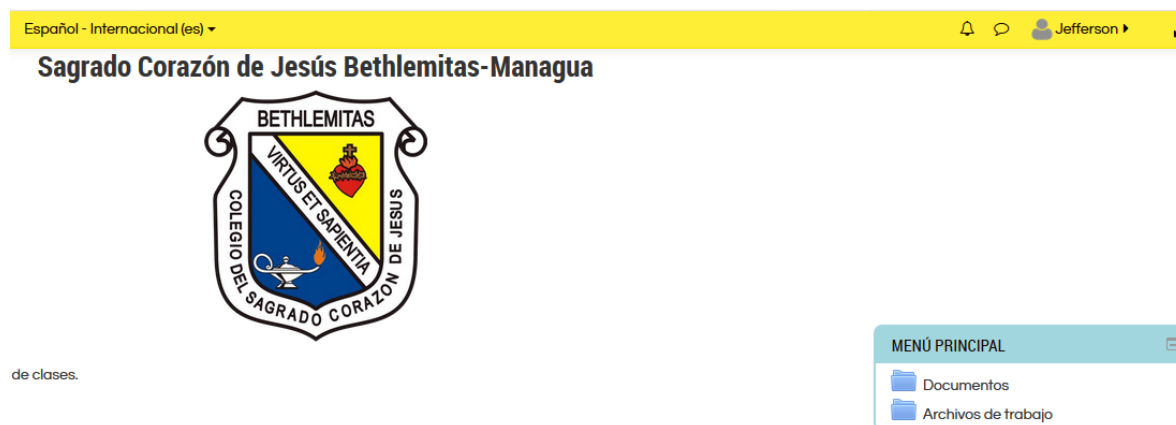 Español - Internacional (es)
Jefferson
Sagrado Corazón de Jesús Bethlemitas-Managua
BETHLEMITAS
VIRTUS ET SAPIENTIA
COLEGIO DEL SAGRADO CORAZON DE JESUS
MENÚ PRINCIPAL
de clases.
Documentos
Archivos de trabajo